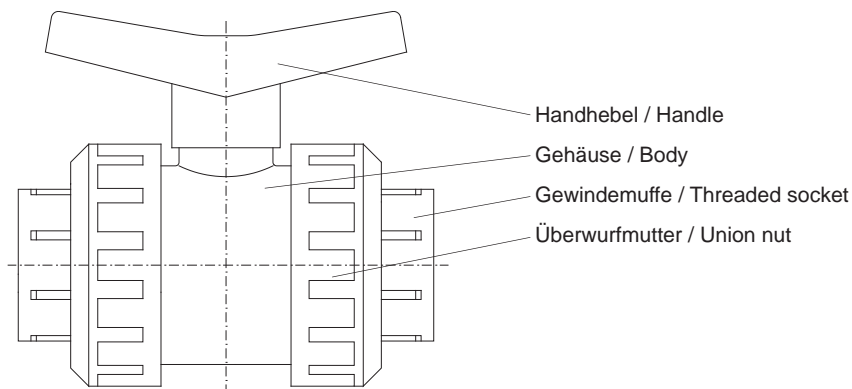 Handhebel / Handle
Gehäuse / Body
Gewindemuffe / Threaded socket
Überwurfmutter / Union nut